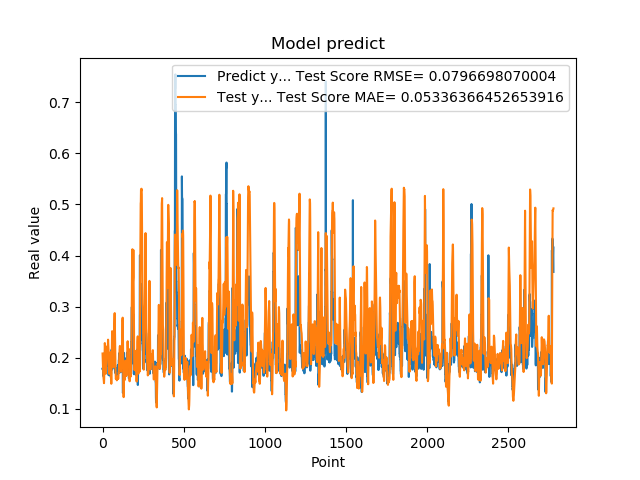 Model predict
Predict y... Test Score RMSE= 0.0796698070004
Test y... Test Score MAE= 0.05336366452653916
0.7
0.6
0.5
0.4
0.3
0.2
0.1
Real value
0 500 1000 1500 2000 2500
Point